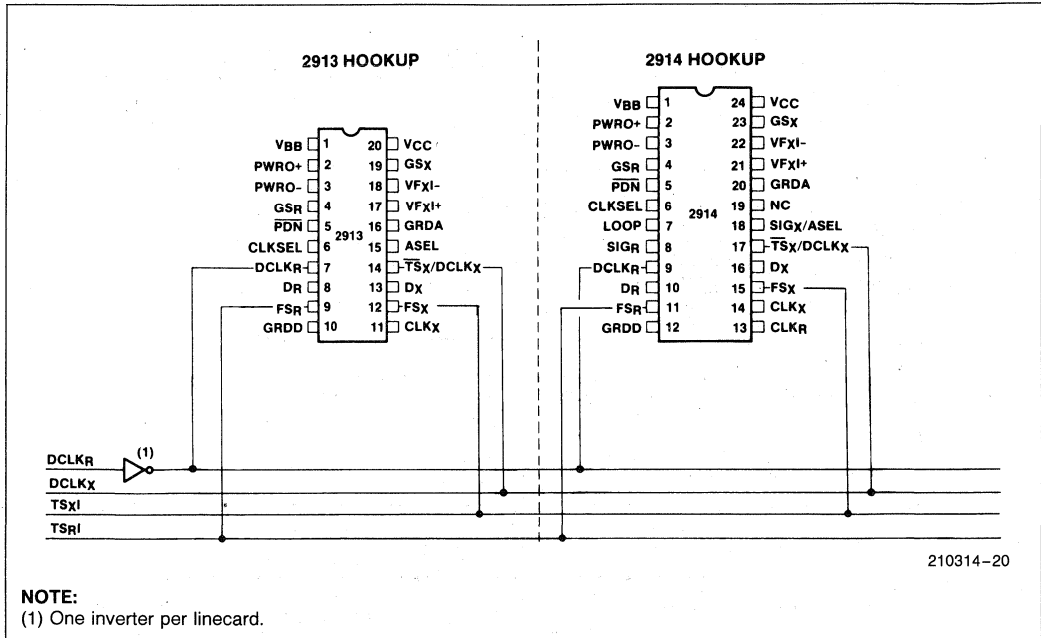 2913 HOOKUP
VBB 1 20 VCC
PWRO+ 2 19 GSX
PWRO- 3 18 VFXI-
GSR 4 17 VFXI+
PDN 5 2913 16 GRDA
CLKSEL 6 15 ASEL
DCLKR 7 14 TSX/DCLKX
DR 8 13 DX
FSR 9 12 FSX
GRDD 10 11 CLKX
2914 HOOKUP
VBB 1 24 VCC
PWRO+ 2 23 GSX
PWRO- 3 22 VFXI-
GSR 4 21 VFXI+
PDN 5 20 GRDA
CLKSEL 6 2914 19 NC
LOOP 7 18 SIGX/ASEL
SIGR 8 17 TSX/DCLKX
DCLKR 9 16 DX
DR 10 15 FSX
FSR 11 14 CLKX
GRDD 12 13 CLKR
(1)
DCLKR
DCLKX
TSXI
TSRI
210314-20
NOTE:
(1) One inverter per linecard.